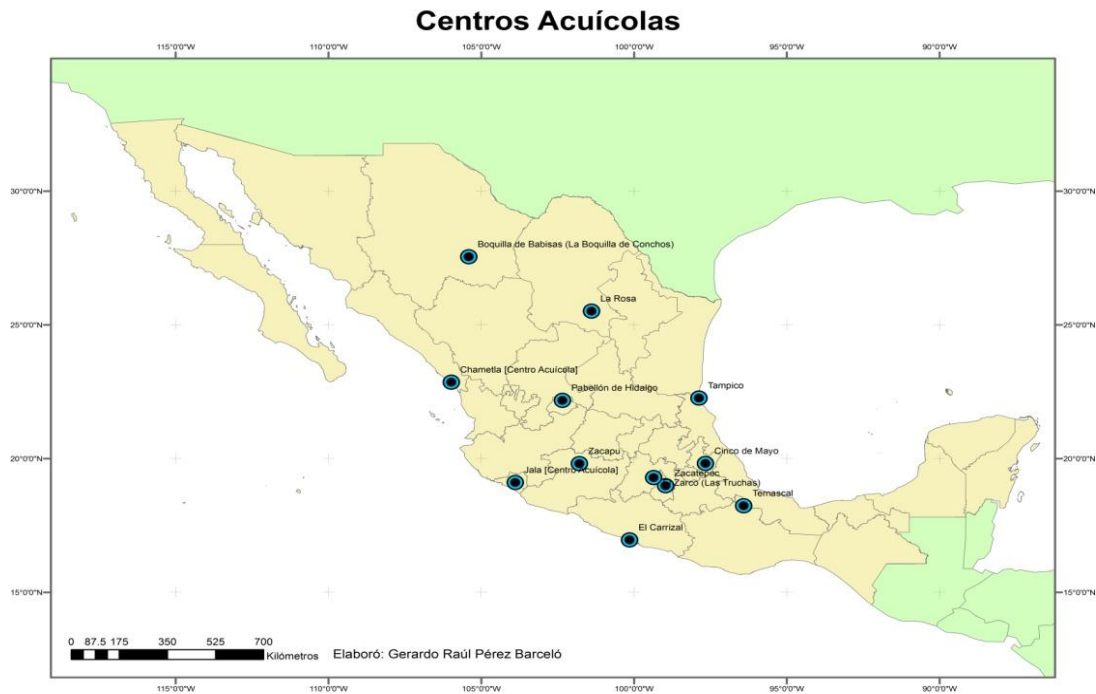 Centros Acuícolas
115°0'0"W
110°0'0"W
105°0'0"W
100°0'0"W
95°0'0"W
90°0'0"W
30°0'0"N
30°0'0"N
Boquilla de Babisas (La Boquilla de Conchos)
La Rosa
25°0'0"N
25°0'0"N
Chametla [Centro Acuícola]
Pabellón de Hidalgo
Tampico
20°0'0"N
20°0'0"N
Zacapu
Cinco de Mayo
Jala [Centro Acuícola]
Zacatepec
Zarco (Las Truchas)
Temascal
El Carrizal
15°0'0"N
15°0'0"N
0 87.5 175 350 525 700
Kilómetros
Elaboró: Gerardo Raúl Pérez Barceló
115°0'0"W
110°0'0"W
105°0'0"W
100°0'0"W
95°0'0"W
90°0'0"W